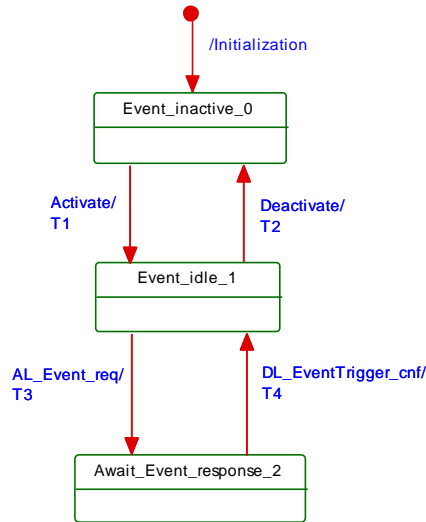 /Initialization
Event_inactive_0
Activate/
T1
Deactivate/
T2
Event_idle_1
AL_Event_req/
T3
DL_EventTrigger_cnf/
T4
Await_Event_response_2